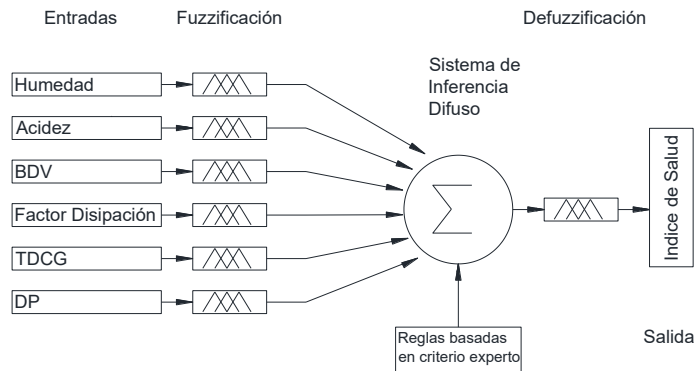 Entradas
Fuzzificación
Defuzzificación
Sistema de
Inferencia
Difuso
Humedad
Acidez
BDV
Factor Disipación
TDCG
DP
Σ
Indice de Salud
Reglas basadas
en criterio experto
Salida